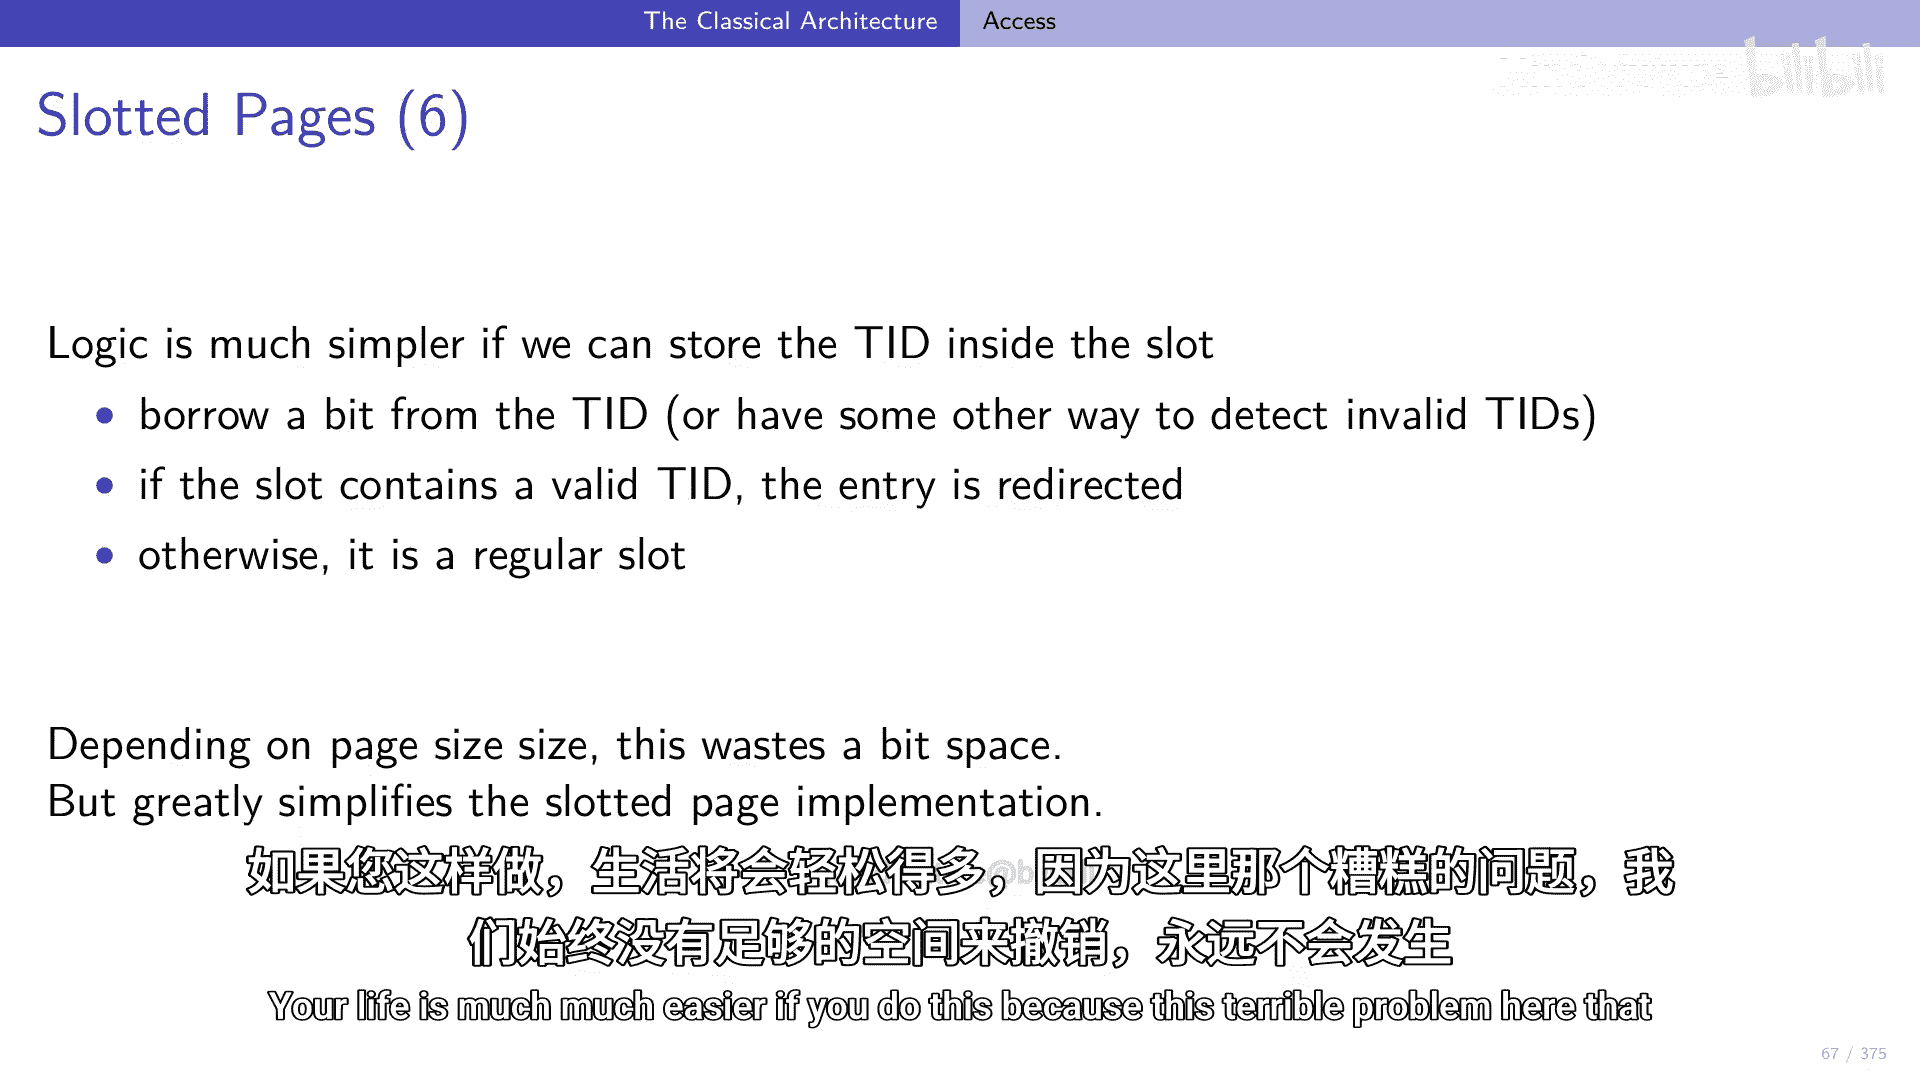 The Classical Architecture Access
bilibili
Slotted Pages (6)
Logic is much simpler if we can store the TID inside the slot
• borrow a bit from the TID (or have some other way to detect invalid TIDs)
• if the slot contains a valid TID, the entry is redirected
• otherwise, it is a regular slot
Depending on page size size, this wastes a bit space.
But greatly simplifies the slotted page implementation.
如果您这样做，生活将会轻松得多，因为这里那个糟糕的问题，我
们始终没有足够的空间来撤销，永远不会发生
Your life is much much easier if you do this because this terrible problem here that
67 / 375